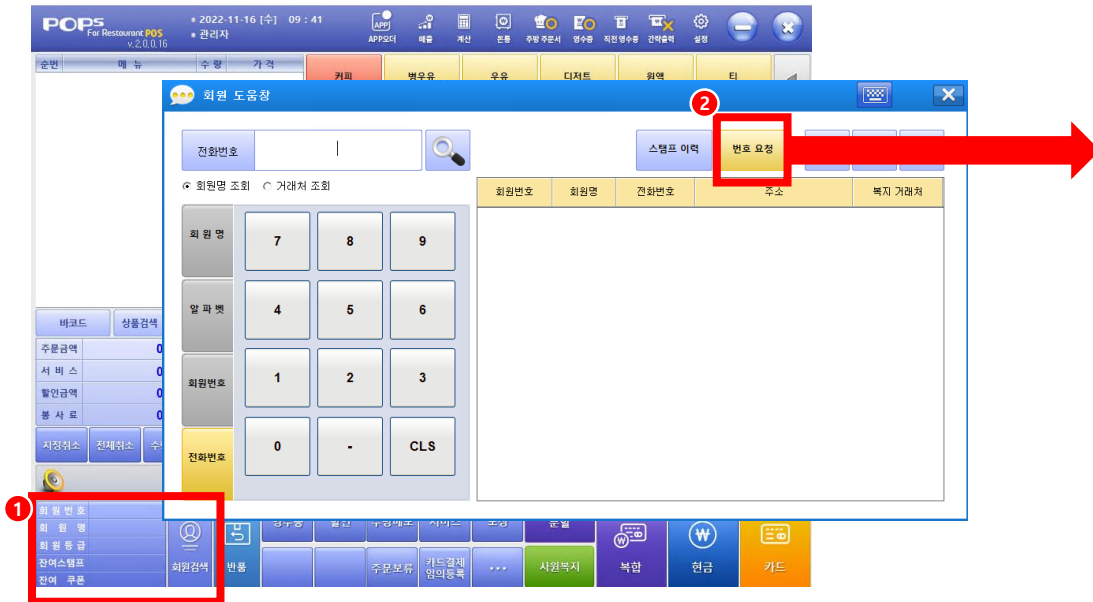 POPS
For Restaurant POS
v.2.0.0.16
2022-11-16 [수] 09 : 41
관리자
APP
APP오더
매출
계산
돈통
주방주문서
영수증
직전영수증
간략출력
설정
순번 메 뉴 수 량 가 격
커피 병우유 우유 디저트 원액 티
회원 도움창
2
전화번호
스탬프 이력
번호 요청
회원명 조회 거래처 조회
회원번호 회원명 전화번호 주소 복지 거래처
회 원 명
알 파 벳
회원번호
전화번호
7 8 9
4 5 6
1 2 3
0 - CLS
바코드 상품검색
주문금액 0
서 비 스 0
할인금액 0
봉 사 료 0
지정취소 전체취소
1
회 원 번 호
회 원 명
회 원 등 급
잔여스탬프
잔여 쿠폰
회원검색
반품
주문보류
카드결제
임의등록
...
사원복지
복합
현금
카드